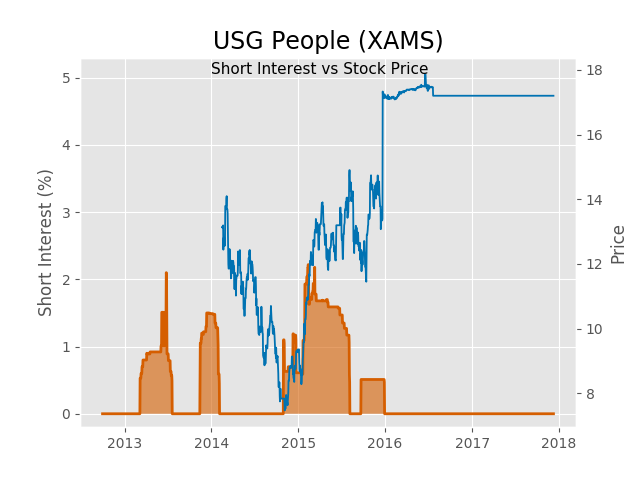 USG People (XAMS)
Short Interest vs Stock Price
Short Interest (%)
5
4
3
2
1
0
18
16
14
12
10
8
Price
2013 2014 2015 2016 2017 2018